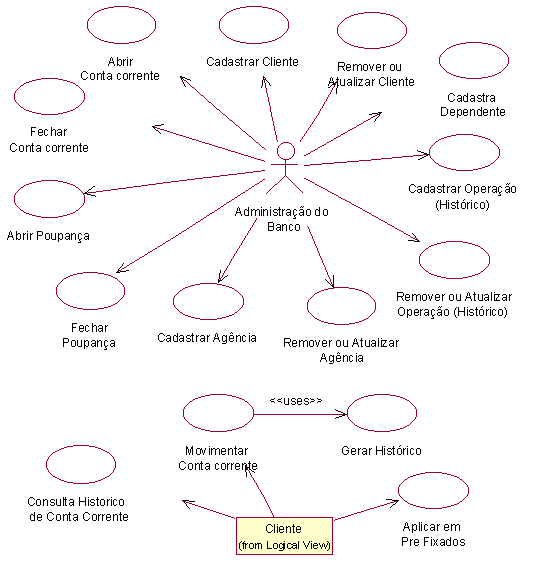 Abrir
Conta corrente
Cadastrar Cliente
Remover ou
Atualizar Cliente
Cadastra
Dependente
Fechar
Conta corrente
Cadastrar Operação
(Histórico)
Abrir Poupança
Administração do
Banco
Remover ou Atualizar
Operação (Histórico)
Fechar
Poupança
Cadastrar Agência
Remover ou Atualizar
Agência
<<uses>>
Movimentar
Conta corrente
Gerar Histórico
Consulta Historico
de Conta Corrente
Cliente
(from Logical View)
Aplicar em
Pre Fixados